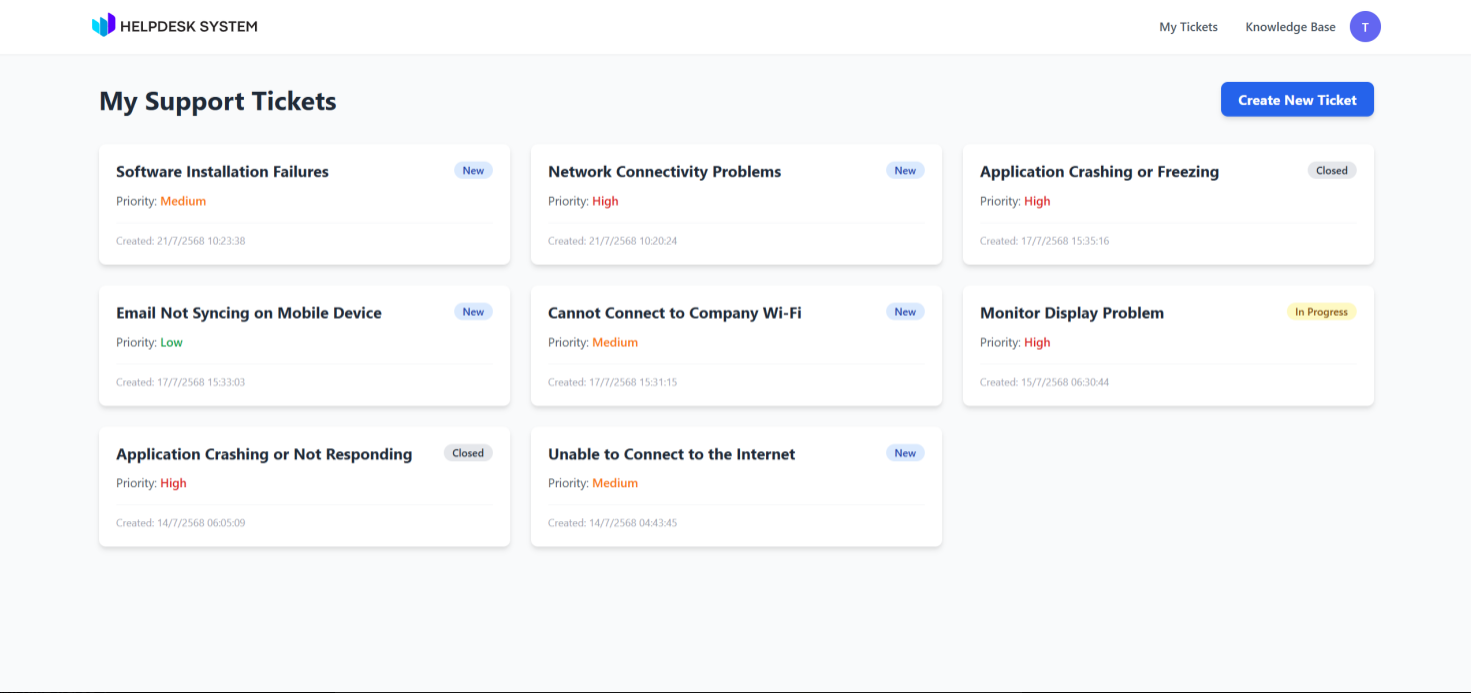 HELPDESK SYSTEM
My Tickets
Knowledge Base
T
My Support Tickets
Create New Ticket
Software Installation Failures
New
Priority: Medium
Created: 21/7/2568 10:23:38
Network Connectivity Problems
New
Priority: High
Created: 21/7/2568 10:20:24
Application Crashing or Freezing
Closed
Priority: High
Created: 17/7/2568 15:35:16
Email Not Syncing on Mobile Device
New
Priority: Low
Created: 17/7/2568 15:33:03
Cannot Connect to Company Wi-Fi
New
Priority: Medium
Created: 17/7/2568 15:31:15
Monitor Display Problem
In Progress
Priority: High
Created: 15/7/2568 06:30:44
Application Crashing or Not Responding
Closed
Priority: High
Created: 14/7/2568 06:05:09
Unable to Connect to the Internet
New
Priority: Medium
Created: 14/7/2568 04:43:45